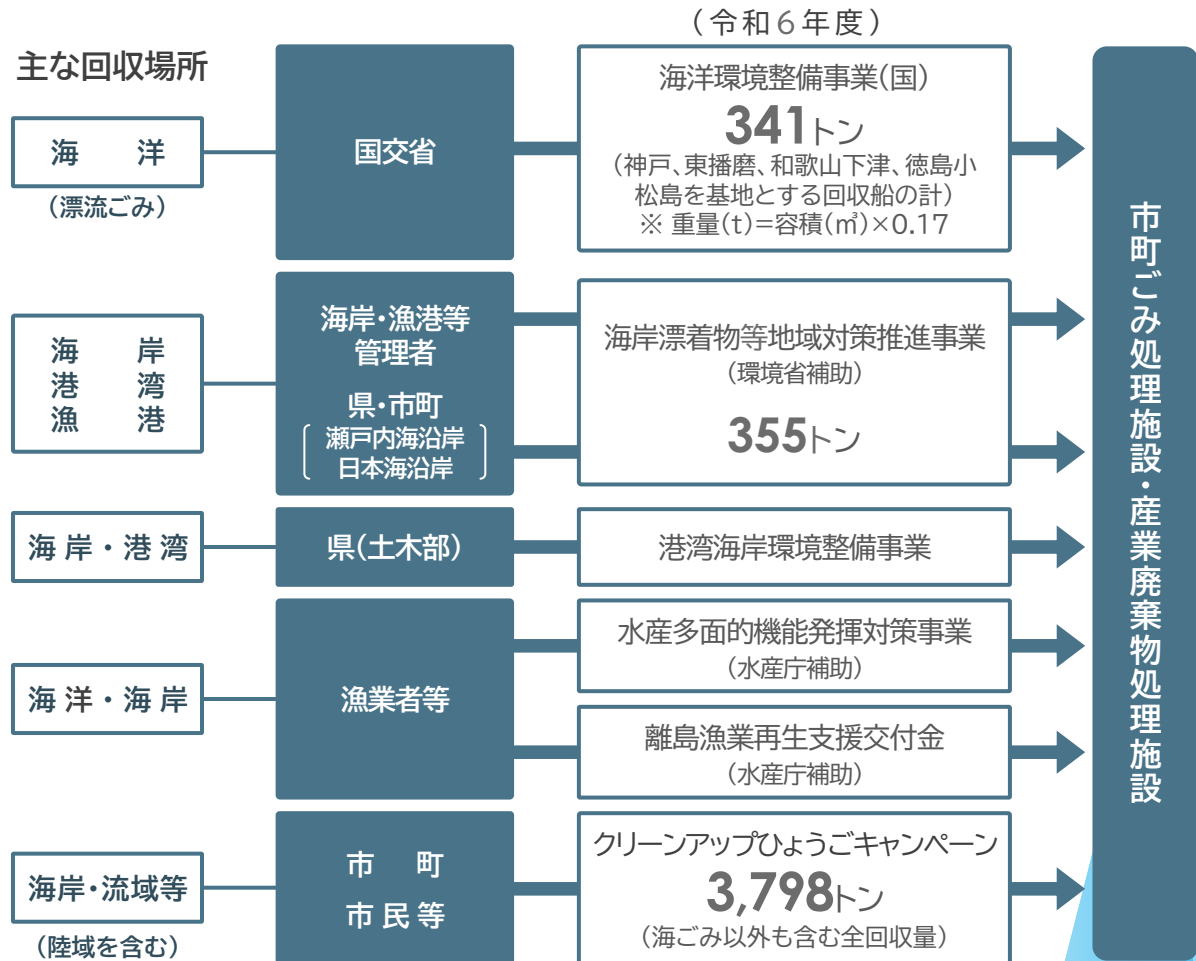 （令和６年度）
主な回収場所
海　洋
（漂流ごみ）
国交省
海洋環境整備事業（国）
341トン
（神戸、東播磨、和歌山下津、徳島小
松島を基地とする回収船の計）
※ 重量（t）＝容積（㎥）×0.17
海　岸
港　湾
漁　港
海岸・漁港等
管理者
県・市町
瀬戸内海沿岸
日本海沿岸
海岸漂着物等地域対策推進事業
（環境省補助）
355トン
海岸・港湾
県（土木部）
港湾海岸環境整備事業
海洋・海岸
漁業者等
水産多面的機能発揮対策事業
（水産庁補助）
離島漁業再生支援交付金
（水産庁補助）
海岸・流域等
（陸域を含む）
市　町
市民等
クリーンアップひょうごキャンペーン
3,798トン
（海ごみ以外も含む全回収量）
市町ごみ処理施設・産業廃棄物処理施設